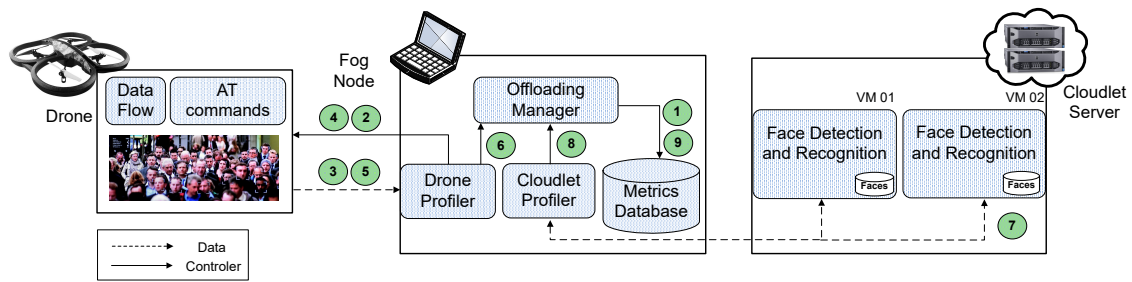 Drone
Data
Flow
AT
commands
Fog
Node
4
2
3
5
Offloading
Manager
1
6
8
9
Drone
Profiler
Cloudlet
Profiler
Metrics
Database
VM 01
Face Detection
and Recognition
Faces
VM 02
Face Detection
and Recognition
Faces
7
Cloudlet
Server
Data
Controler